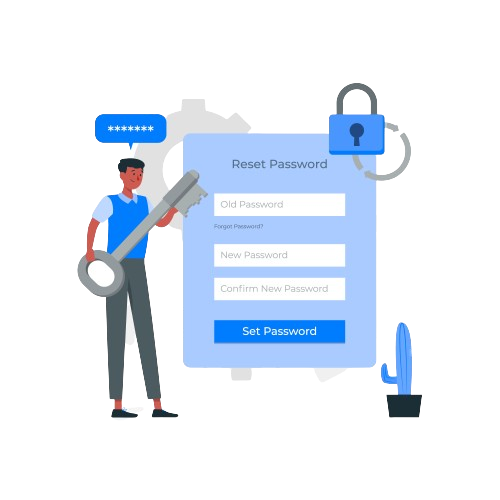 *******
Reset Password
Old Password
Forgot Password?
New Password
Confirm New Password
Set Password